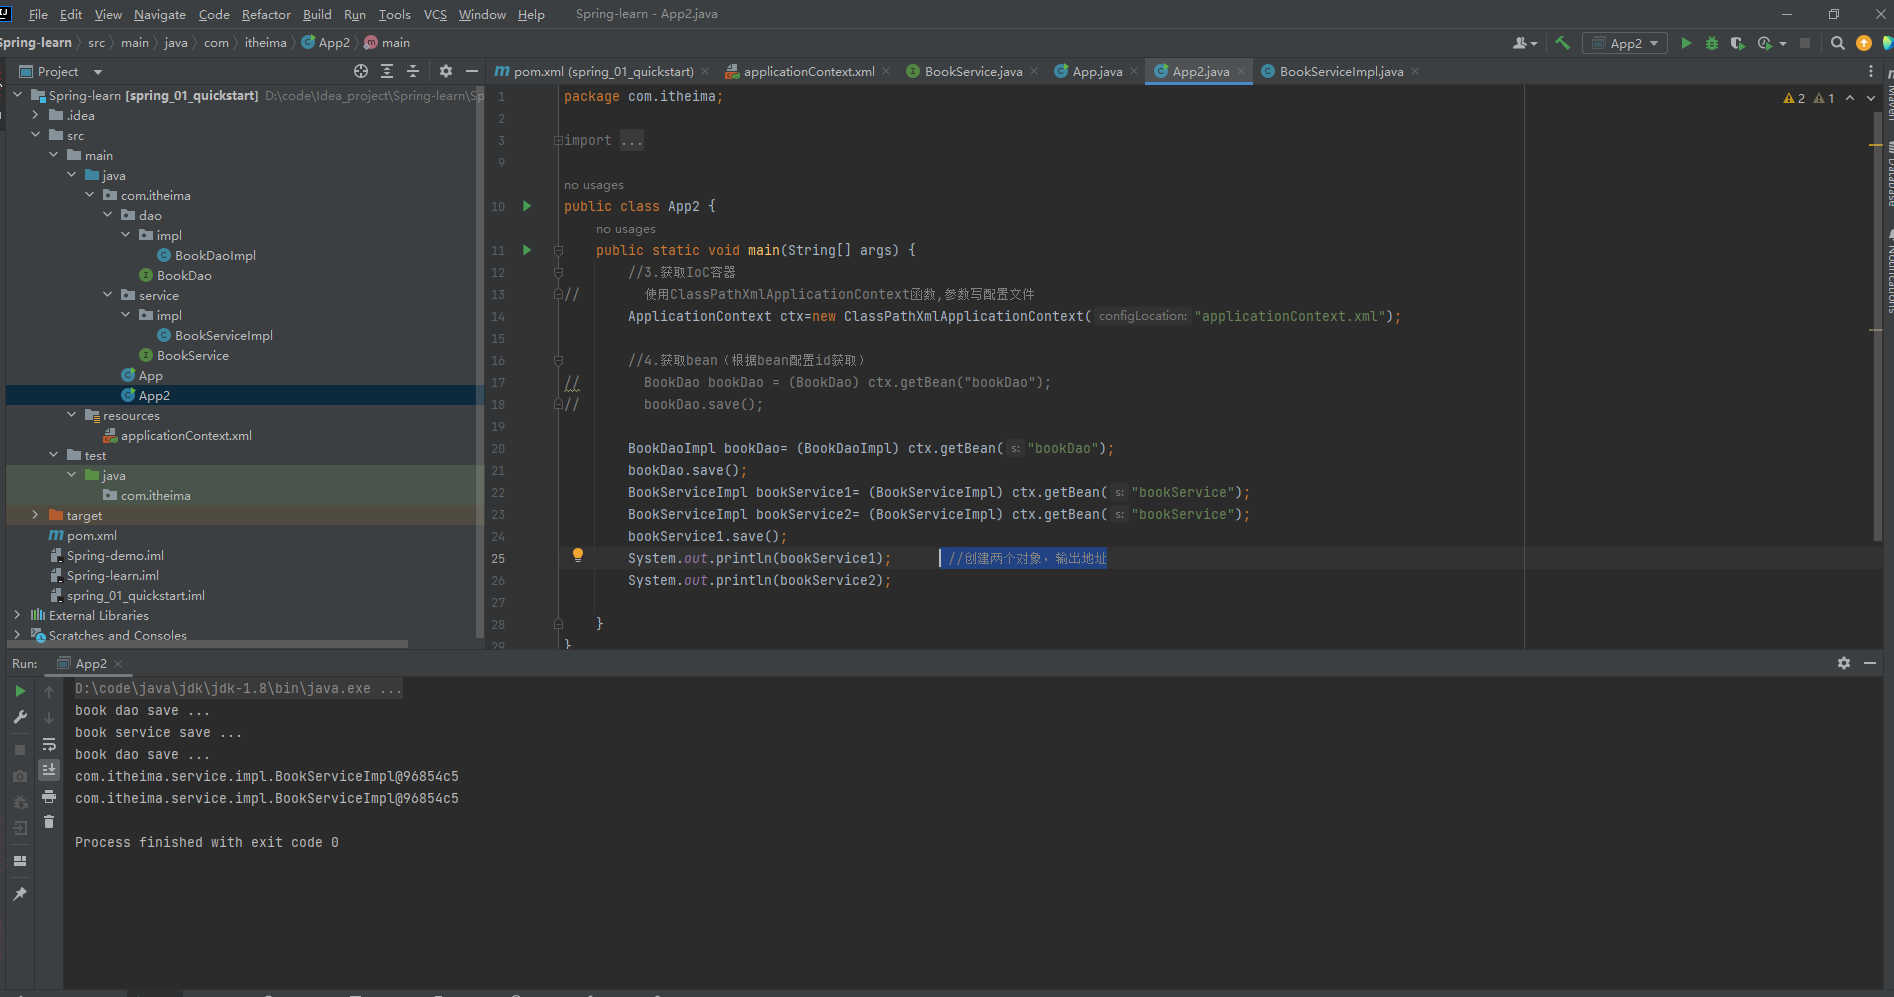 File Edit View Navigate Code Refactor Build Run Tools VCS Window Help Spring-learn - App2.java
Spring-learn src main java com itheima App2 main
App2
Project
pom.xml (spring_01_quickstart) applicationContext.xml BookService.java App.java App2.java BookServiceImpl.java
Spring-learn [spring_01_quickstart] D:\code\Idea_project\Spring-learn\Sp
.idea
src
main
java
com.itheima
dao
impl
BookDaoImpl
BookDao
service
impl
BookServiceImpl
BookService
App
App2
resources
applicationContext.xml
test
java
com.itheima
target
pom.xml
Spring-demo.iml
Spring-learn.iml
spring_01_quickstart.iml
External Libraries
Scratches and Consoles
2 1
1 package com.itheima;
2
3 import ...
9
no usages
10 public class App2 {
no usages
11 public static void main(String[] args) {
12 //3.获取IoC容器
13 // 使用ClassPathXmlApplicationContext函数,参数写配置文件
14 ApplicationContext ctx=new ClassPathXmlApplicationContext( configLocation: "applicationContext.xml");
15
16 //4.获取bean（根据bean配置id获取）
17 // BookDao bookDao = (BookDao) ctx.getBean("bookDao");
18 // bookDao.save();
19
20 BookDaoImpl bookDao= (BookDaoImpl) ctx.getBean( s: "bookDao");
21 bookDao.save();
22 BookServiceImpl bookService1= (BookServiceImpl) ctx.getBean( s: "bookService");
23 BookServiceImpl bookService2= (BookServiceImpl) ctx.getBean( s: "bookService");
24 bookService1.save();
25 System.out.println(bookService1); //创建两个对象，输出地址
26 System.out.println(bookService2);
27
28 }
29 }
Maven
Database
Notifications
Run: App2
D:\code\java\jdk\jdk-1.8\bin\java.exe ...
book dao save ...
book service save ...
book dao save ...
com.itheima.service.impl.BookServiceImpl@96854c5
com.itheima.service.impl.BookServiceImpl@96854c5
Process finished with exit code 0